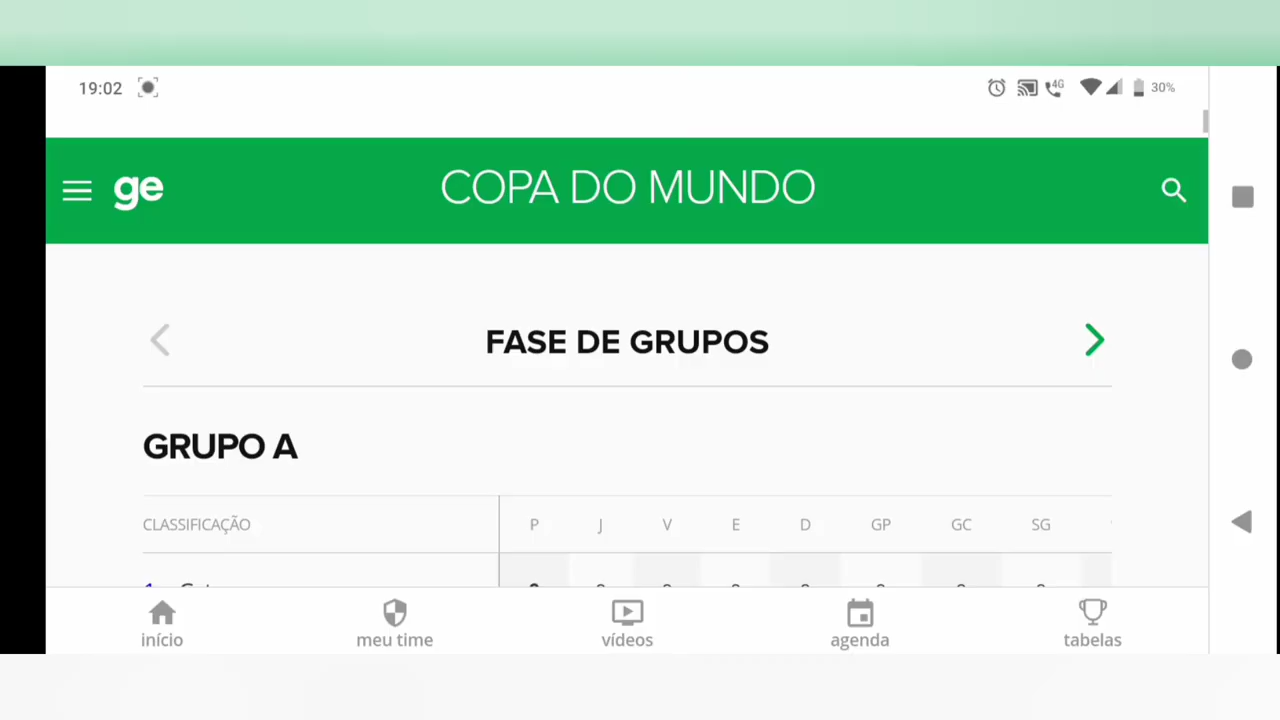 19:02
4G
30%
ge
COPA DO MUNDO
FASE DE GRUPOS
GRUPO A
CLASSIFICAÇÃO P J V E D GP GC SG
início meu time vídeos agenda tabelas